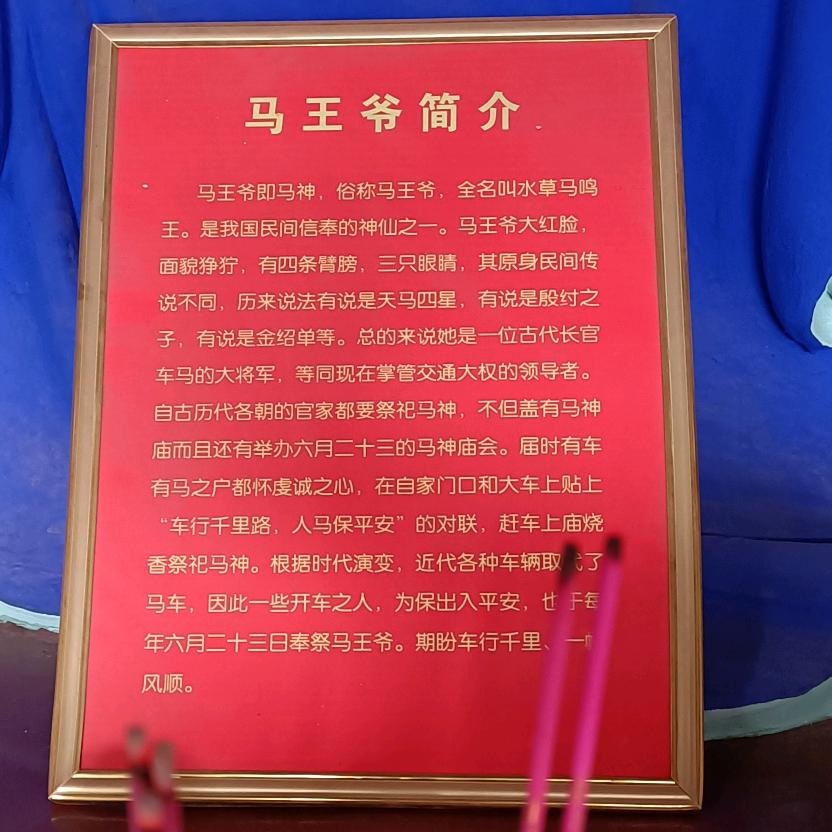 马王爷简介
马王爷即马神，俗称马王爷，全名叫水草马鸣
王。是我国民间信奉的神仙之一。马王爷大红脸，
面貌狰狞，有四条臂膀，三只眼睛，其原身民间传
说不同，历来说法有说是天马四星，有说是殷纣之
子，有说是金绍单等。总的来说她是一位古代长官
车马的大将军，等同现在掌管交通大权的领导者。
自古历代各朝的官家都要祭祀马神，不但盖有马神
庙而且还有举办六月二十三的马神庙会。届时有车
有马之户都怀虔诚之心，在自家门口和大车上贴上
“车行千里路，人马保平安”的对联，赶车上庙烧
香祭祀马神。根据时代演变，近代各种车辆取了
马车，因此一些开车之人，为保出入平安，也于每
年六月二十三日奉祭马王爷。期盼车行千里、一
风顺。